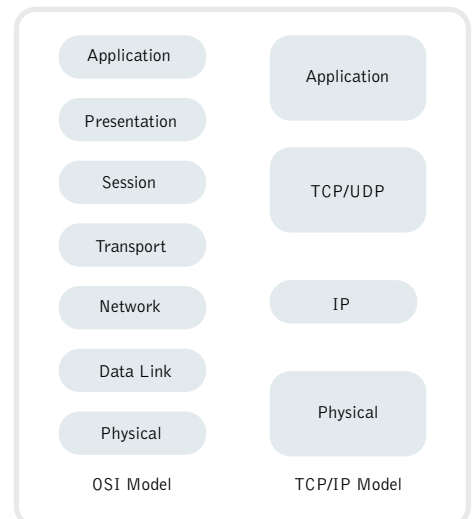 Application
Presentation
Session
Transport
Network
Data Link
Physical
OSI Model
Application
TCP/UDP
IP
Physical
TCP/IP Model